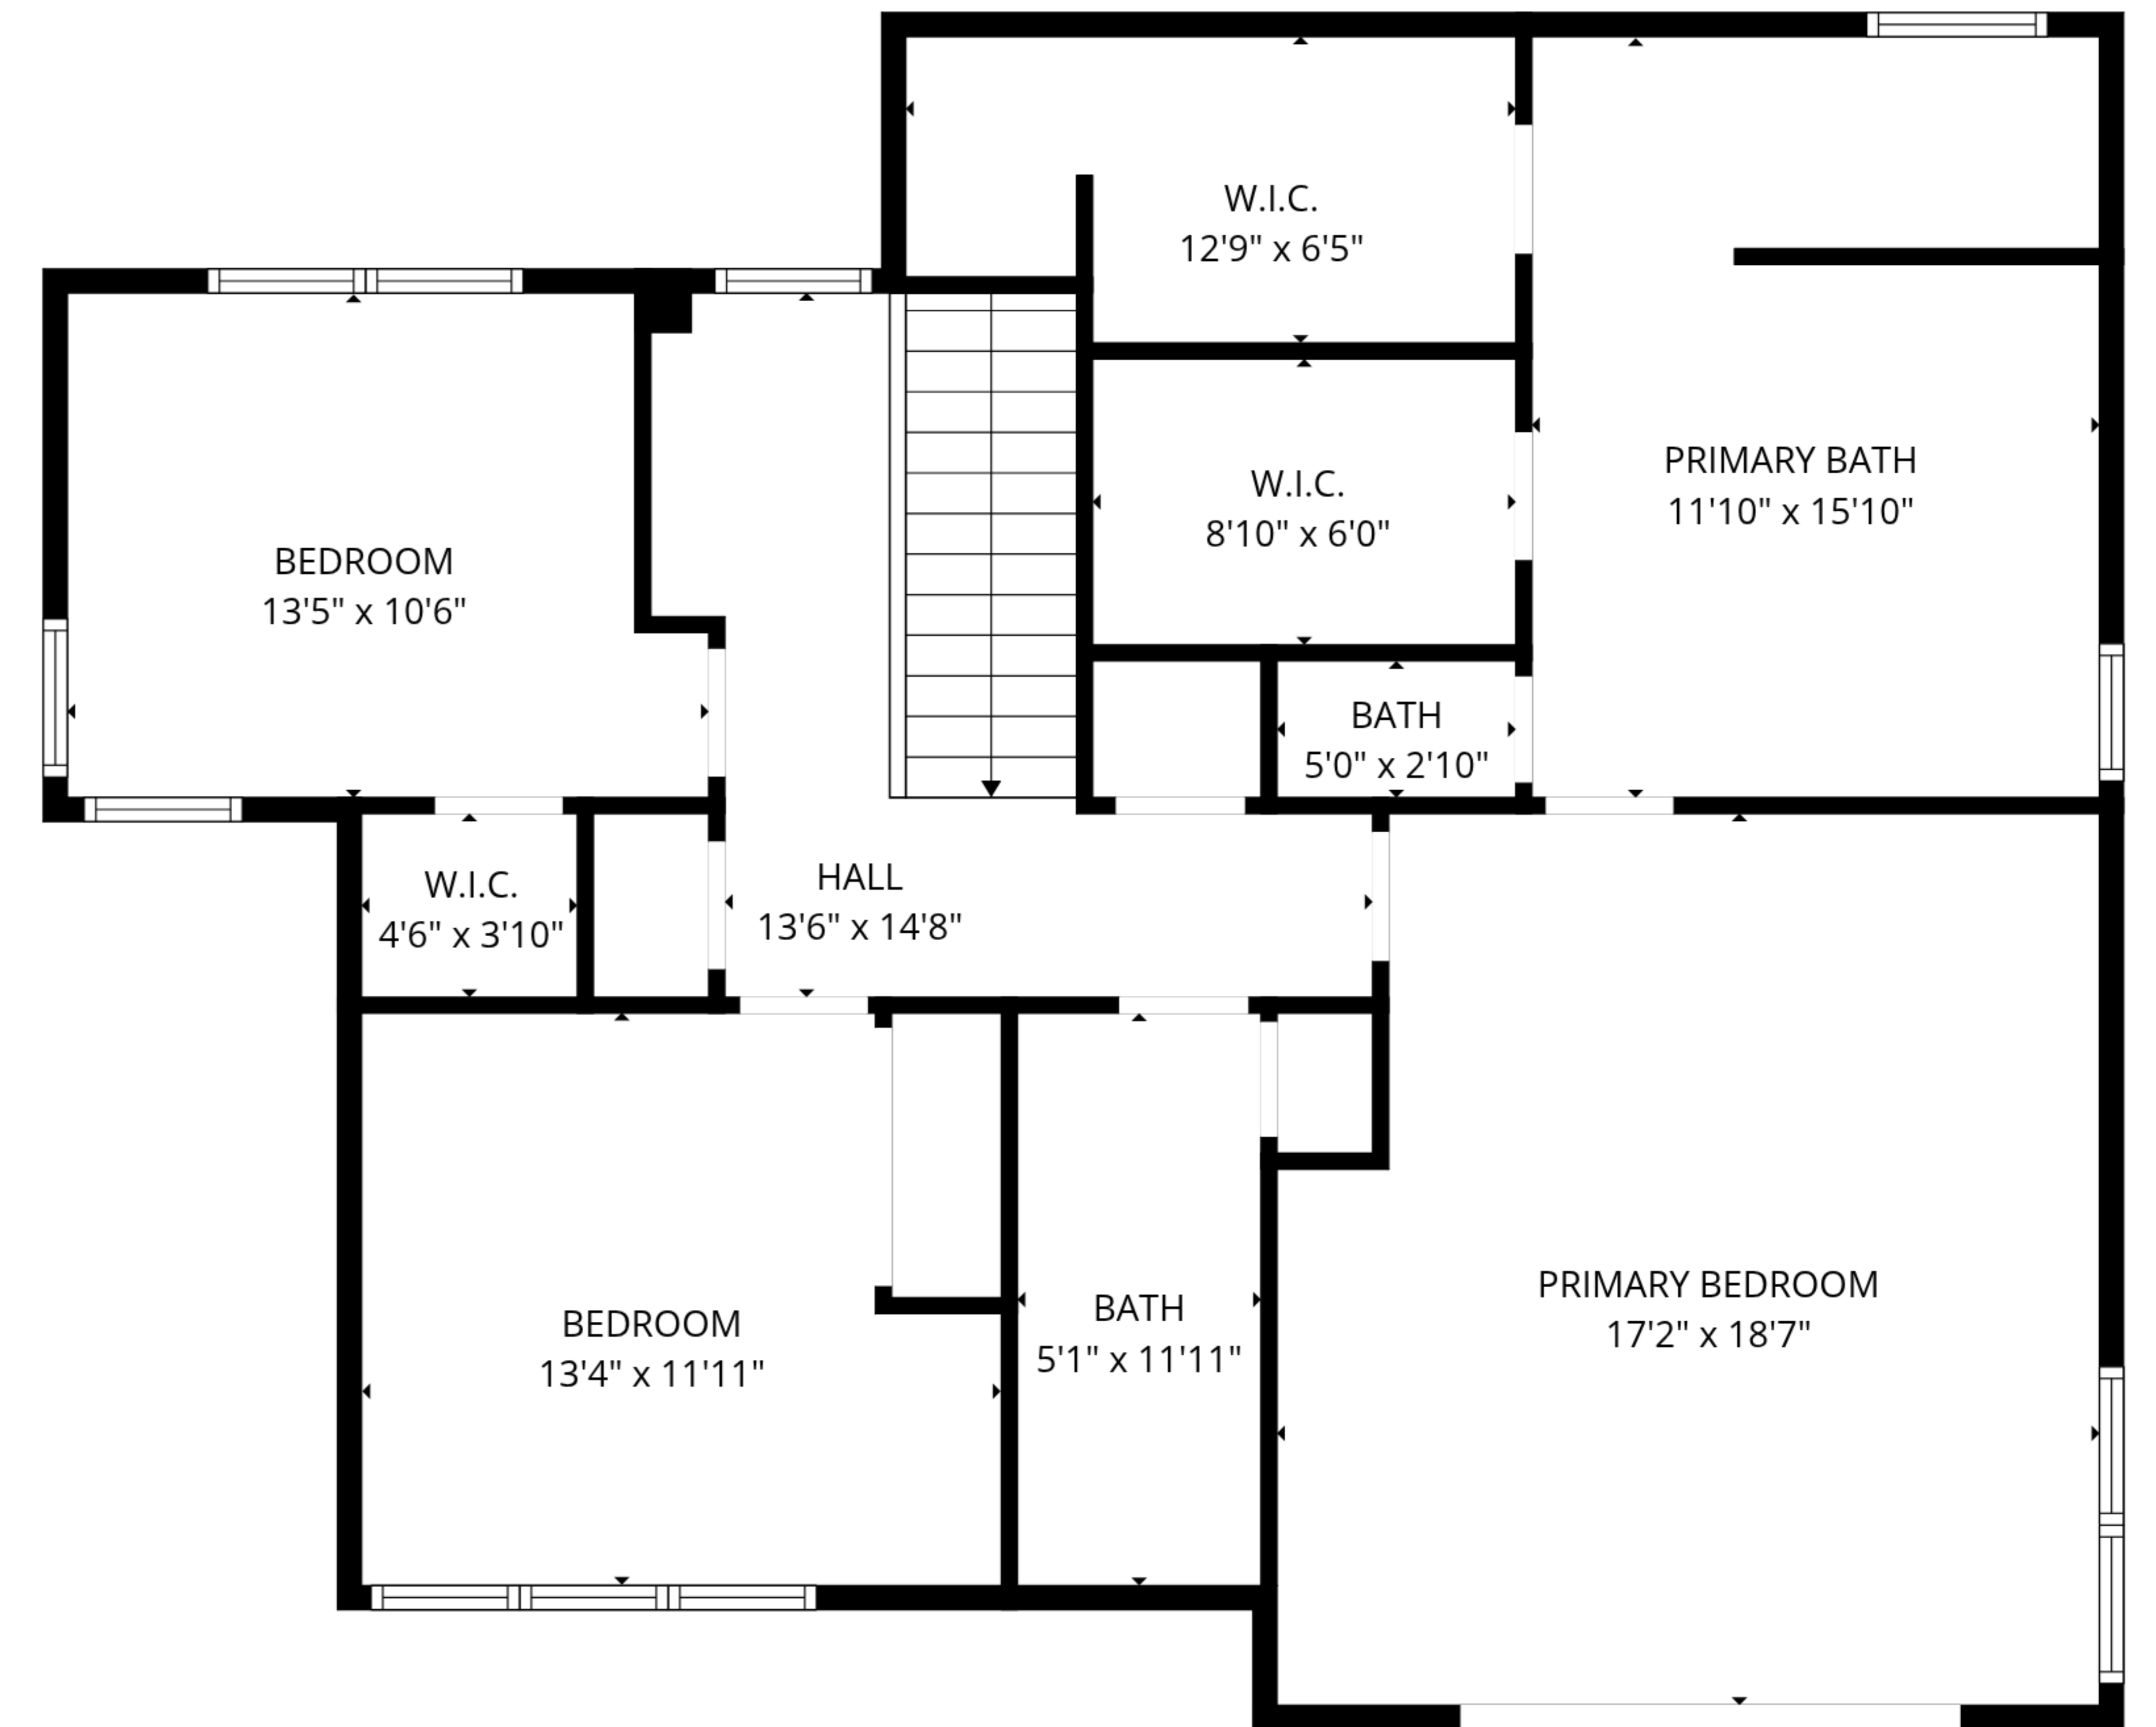 W.I.C.
12'9" x 6'5"
PRIMARY BATH
11'10" x 15'10"
W.I.C.
8'10" x 6'0"
BEDROOM
13'5" x 10'6"
BATH
5'0" x 2'10"
W.I.C.
4'6" x 3'10"
HALL
13'6" x 14'8"
BEDROOM
13'4" x 11'11"
BATH
5'1" x 11'11"
PRIMARY BEDROOM
17'2" x 18'7"